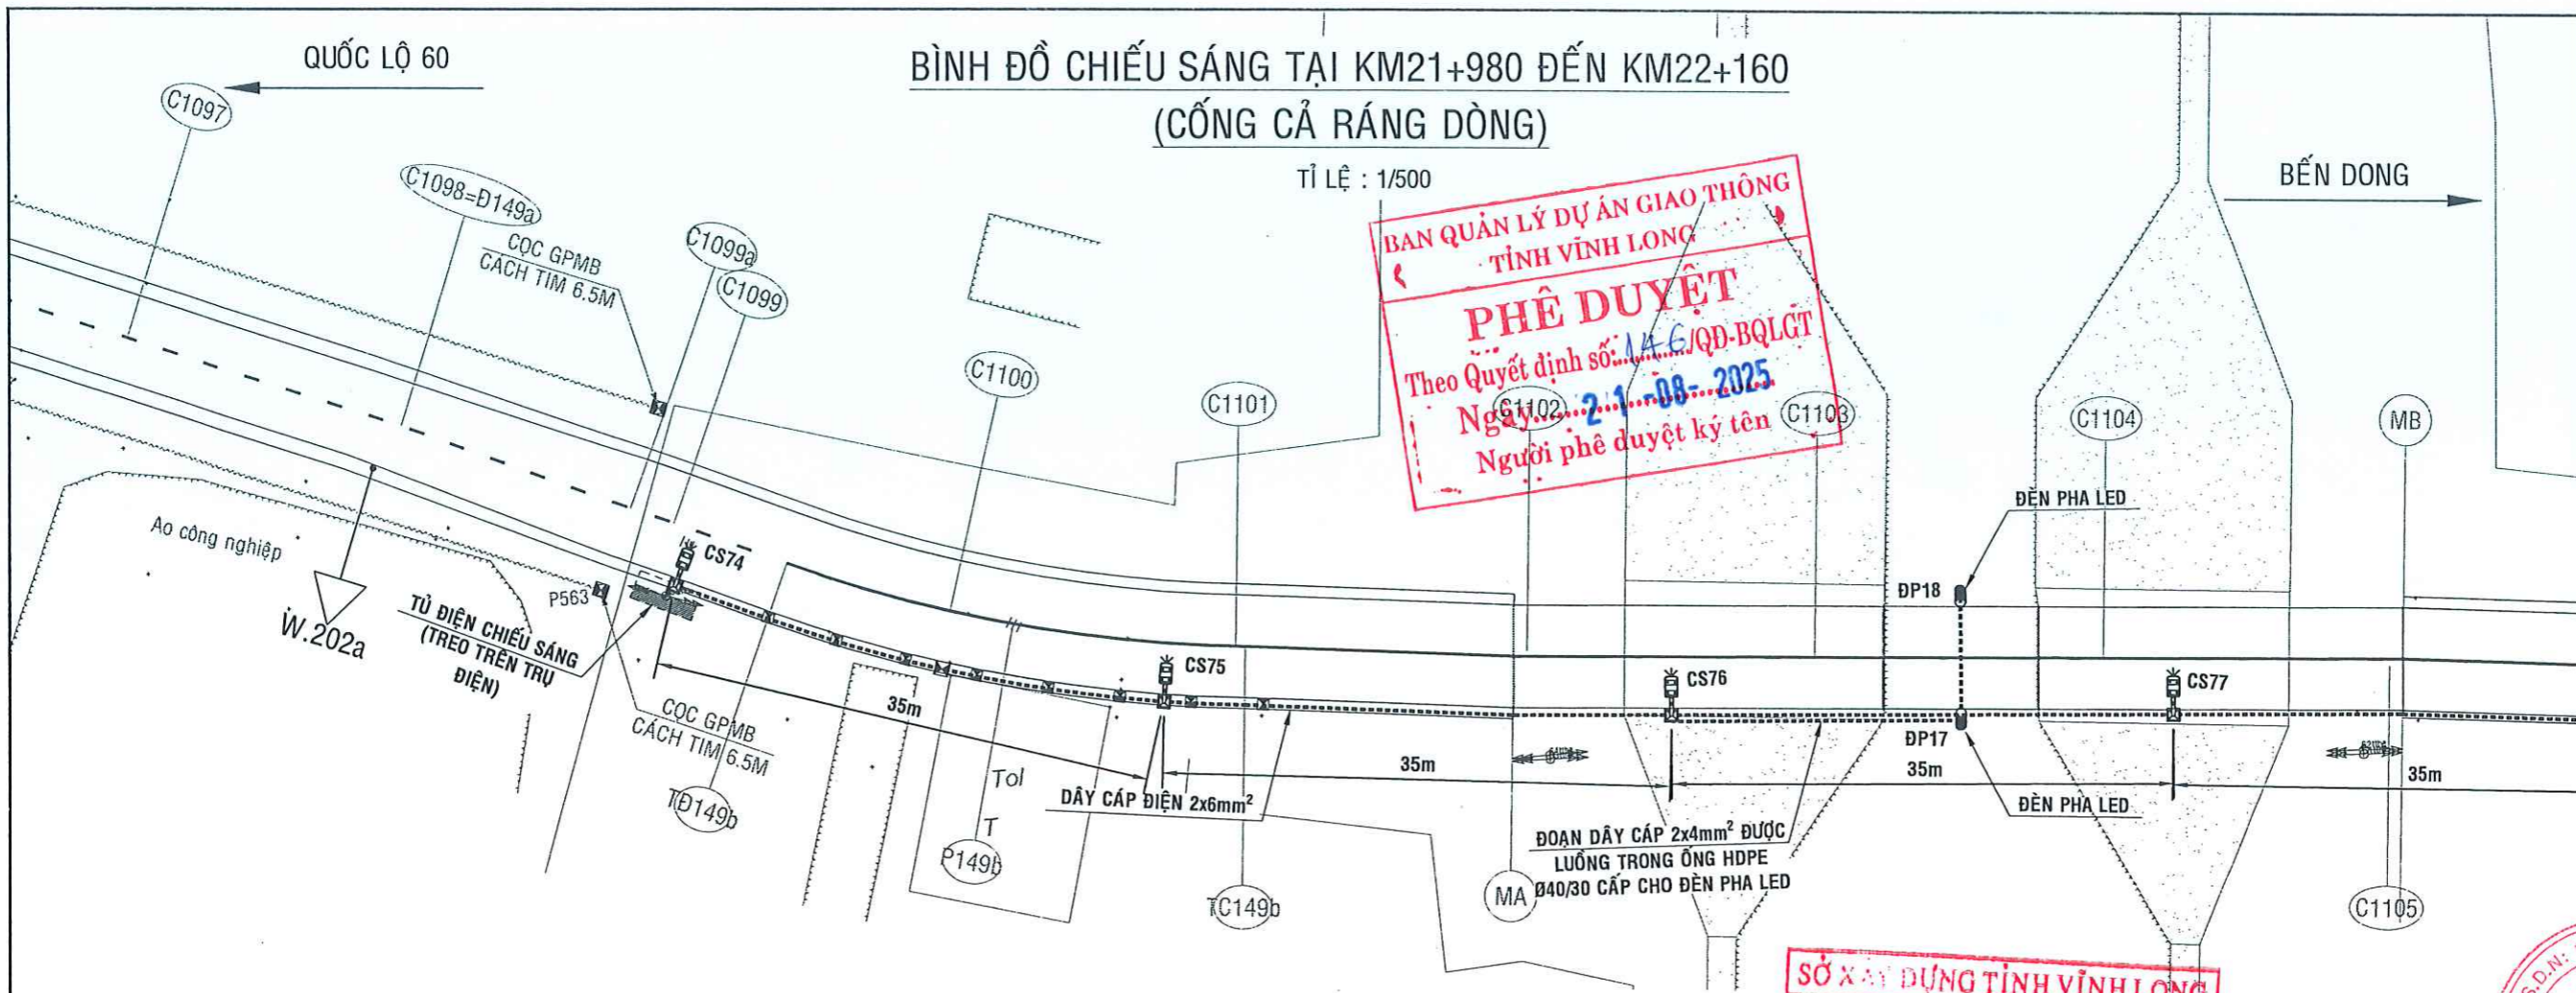 QUỐC LỘ 60
BÌNH ĐỒ CHIẾU SÁNG TẠI KM21+980 ĐẾN KM22+160
(CỐNG CẢ RÁNG DÒNG)
TỈ LỆ : 1/500
BẾN DONG
C1097
C1098=Đ149a
CỌC GPMB
CÁCH TIM 6.5M
C1099a
C1099
C1100
C1101
C1102
C1103
C1104
MB
BAN QUẢN LÝ DỰ ÁN GIAO THÔNG
TỈNH VĨNH LONG
PHÊ DUYỆT
Theo Quyết định số: 146/QĐ-BQLGT
Ngày 21-08-2025
Người phê duyệt ký tên
ĐÈN PHA LED
Ao công nghiệp
W.202a
P563
CS74
TỦ ĐIỆN CHIẾU SÁNG
(TREO TRÊN TRỤ
ĐIỆN)
CỌC GPMB
CÁCH TIM 6.5M
35m
CS75
CS76
CS77
ĐP18
ĐP17
35m
35m
35m
Tol
T
DÂY CÁP ĐIỆN 2x6mm²
ĐÈN PHA LED
ĐOẠN DÂY CÁP 2x4mm² ĐƯỢC
LUỒNG TRONG ỐNG HDPE
Ø40/30 CẤP CHO ĐÈN PHA LED
TĐ149b
P149b
TC149b
MA
C1105
SỞ XÂY DỰNG TỈNH VĨNH LONG
S.D.N: